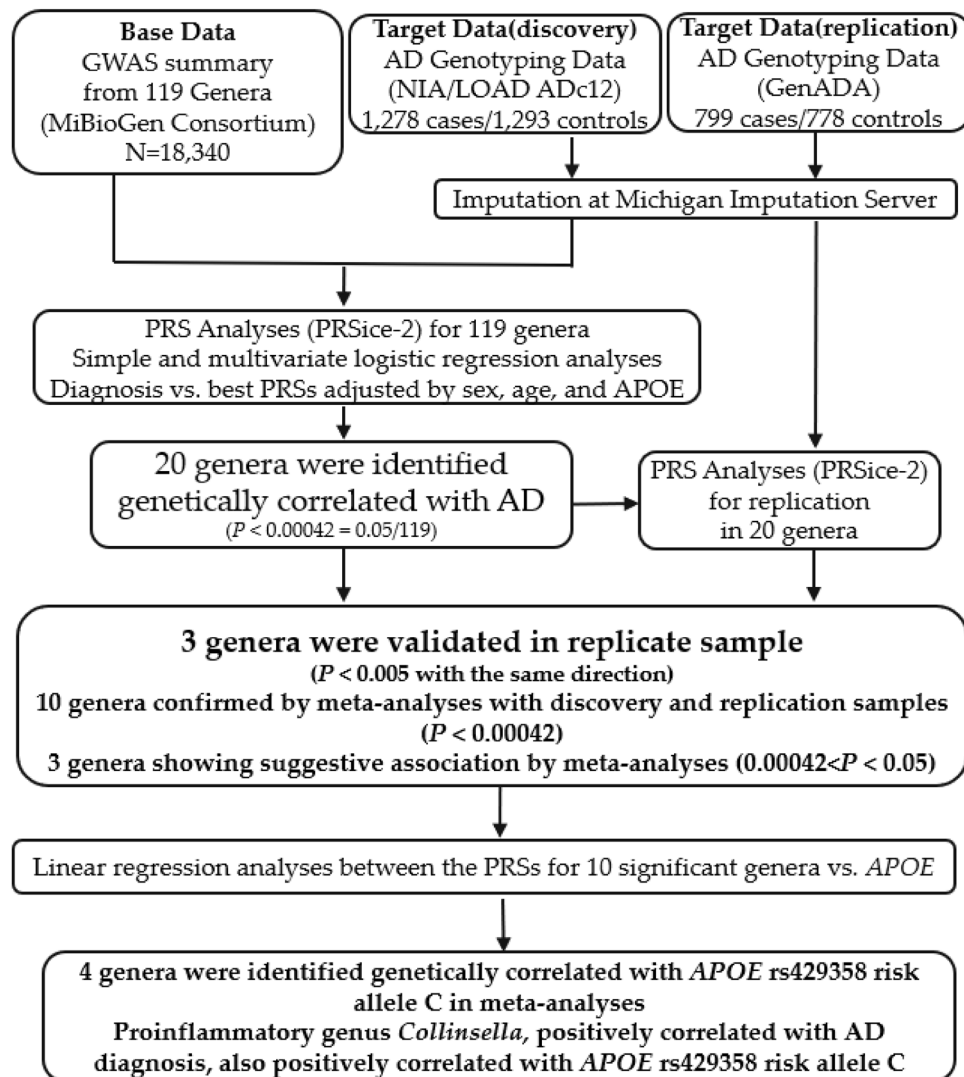 Base Data
GWAS summary
from 119 Genera
(MiBioGen Consortium)
N=18,340
Target Data(discovery)
AD Genotyping Data
(NIA/LOAD ADc12)
1,278 cases/1,293 controls
Target Data(replication)
AD Genotyping Data
(GenADA)
799 cases/778 controls
Imputation at Michigan Imputation Server
PRS Analyses (PRSice-2) for 119 genera
Simple and multivariate logistic regression analyses
Diagnosis vs. best PRSs adjusted by sex, age, and APOE
20 genera were identified
genetically correlated with AD
(P < 0.00042 = 0.05/119)
PRS Analyses (PRSice-2)
for replication
in 20 genera
3 genera were validated in replicate sample
(P < 0.005 with the same direction)
10 genera confirmed by meta-analyses with discovery and replication samples
(P < 0.00042)
3 genera showing suggestive association by meta-analyses (0.00042<P < 0.05)
Linear regression analyses between the PRSs for 10 significant genera vs. APOE
4 genera were identified genetically correlated with APOE rs429358 risk
allele C in meta-analyses
Proinflammatory genus Collinsella, positively correlated with AD
diagnosis, also positively correlated with APOE rs429358 risk allele C